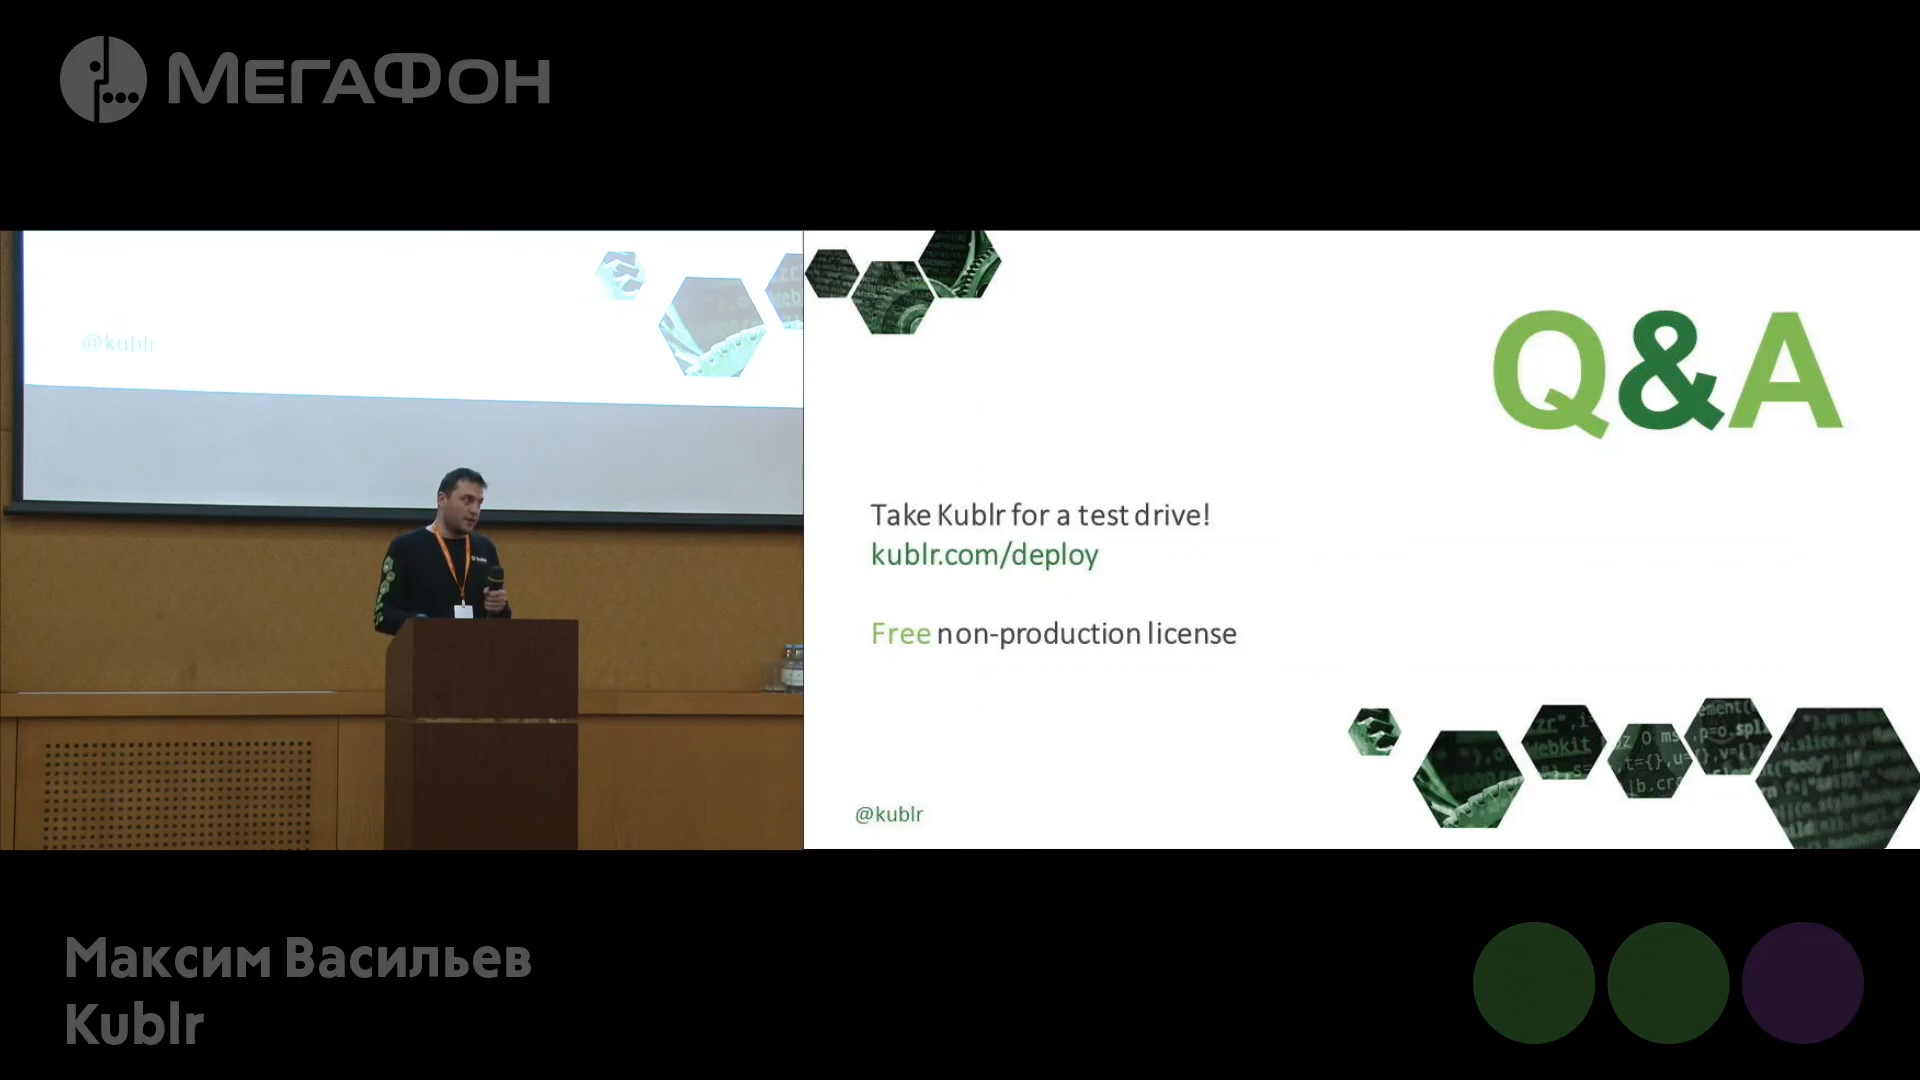 МегаФон
@kublr
Q&A
Take Kublr for a test drive!
kublr.com/deploy
Free non-production license
@kublr
Максим Васильев
Kublr